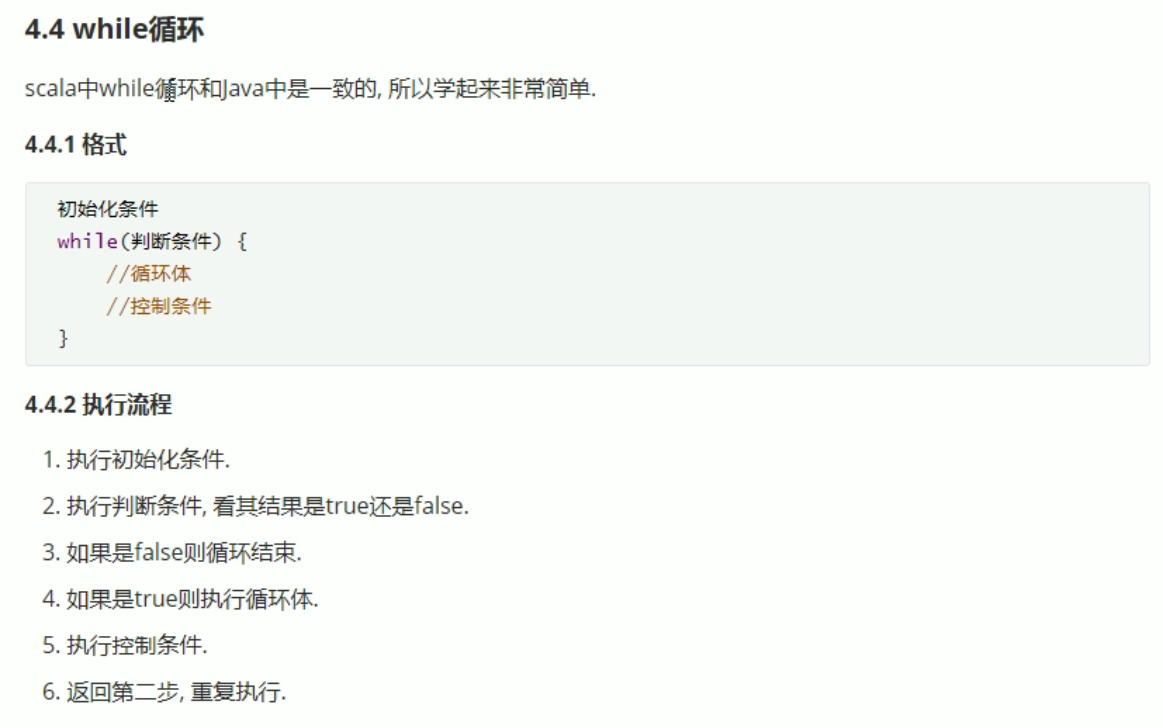 4.4 while循环
scala中while循环和Java中是一致的, 所以学起来非常简单.
4.4.1 格式
初始化条件
while(判断条件) {
//循环体
//控制条件
}
4.4.2 执行流程
1. 执行初始化条件.
2. 执行判断条件, 看其结果是true还是false.
3. 如果是false则循环结束.
4. 如果是true则执行循环体.
5. 执行控制条件.
6. 返回第二步, 重复执行.